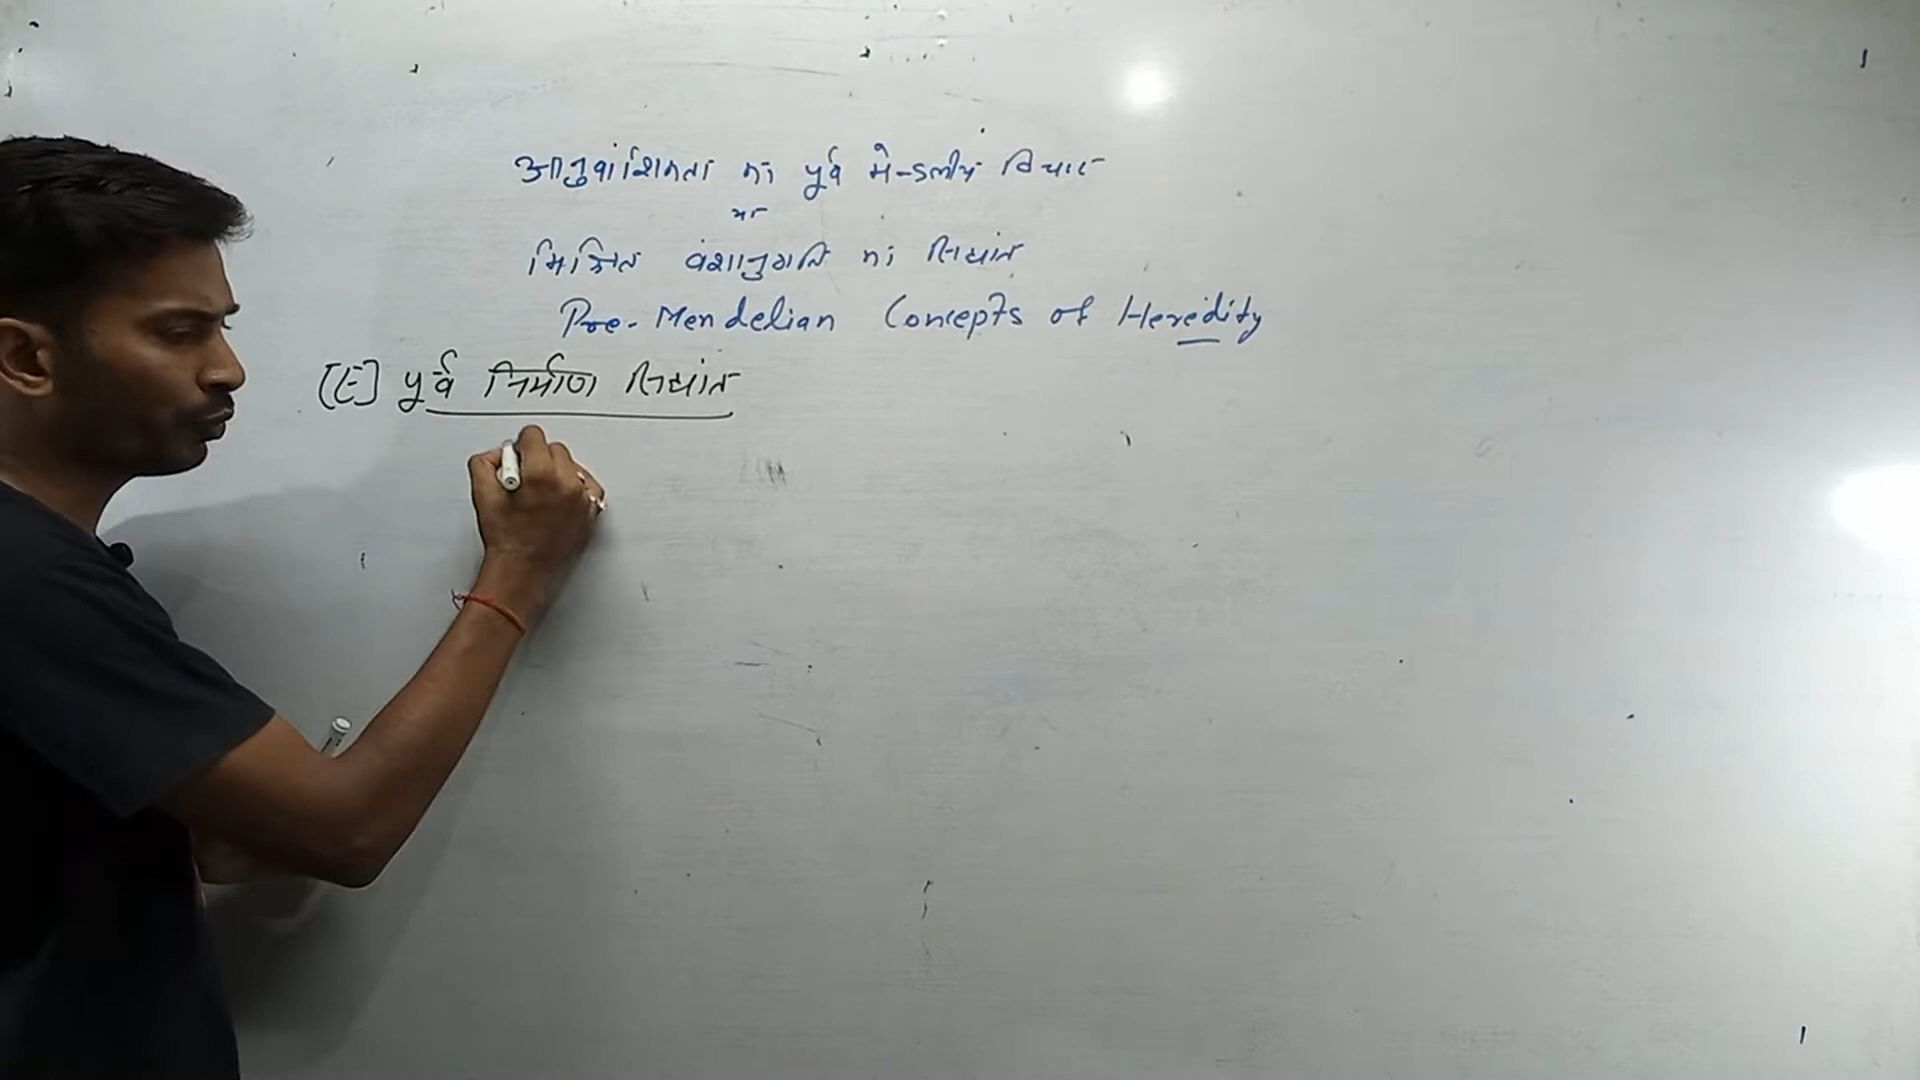 आनुवांशिकता का पूर्व मेन्डलीय विचार
या
मिश्रित वंशानुगति का सिधांत
Pre-Mendelian Concepts of Heredity
[E] पूर्व निर्माण सिधांत